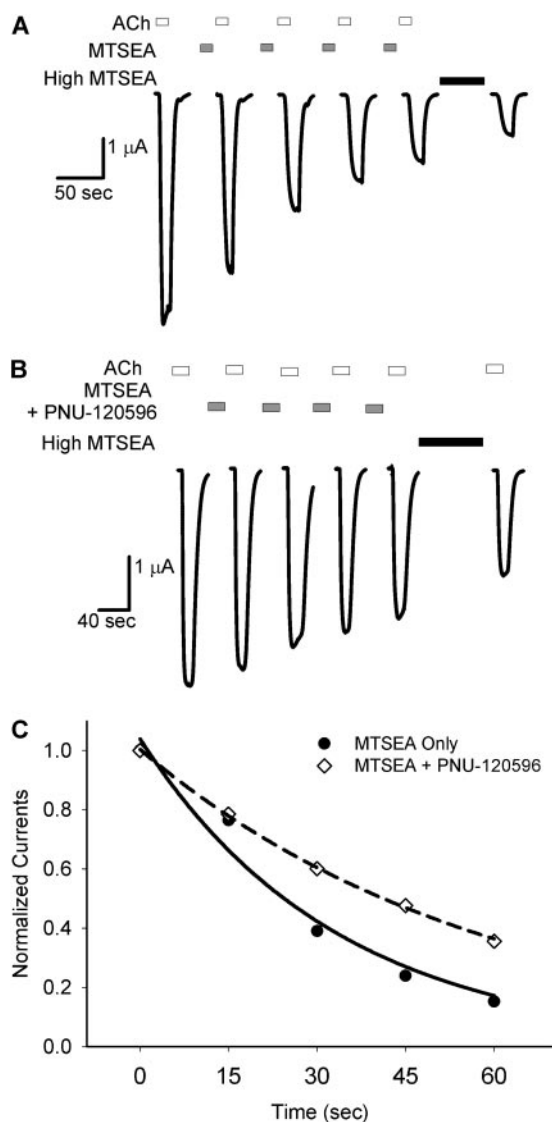 A
ACh
MTSEA
High MTSEA
1 μA
50 sec
B
ACh
MTSEA
+ PNU-120596
High MTSEA
1 μA
40 sec
C
MTSEA Only
MTSEA + PNU-120596
Normalized Currents
1.0
0.8
0.6
0.4
0.2
0.0
0 15 30 45 60
Time (sec)